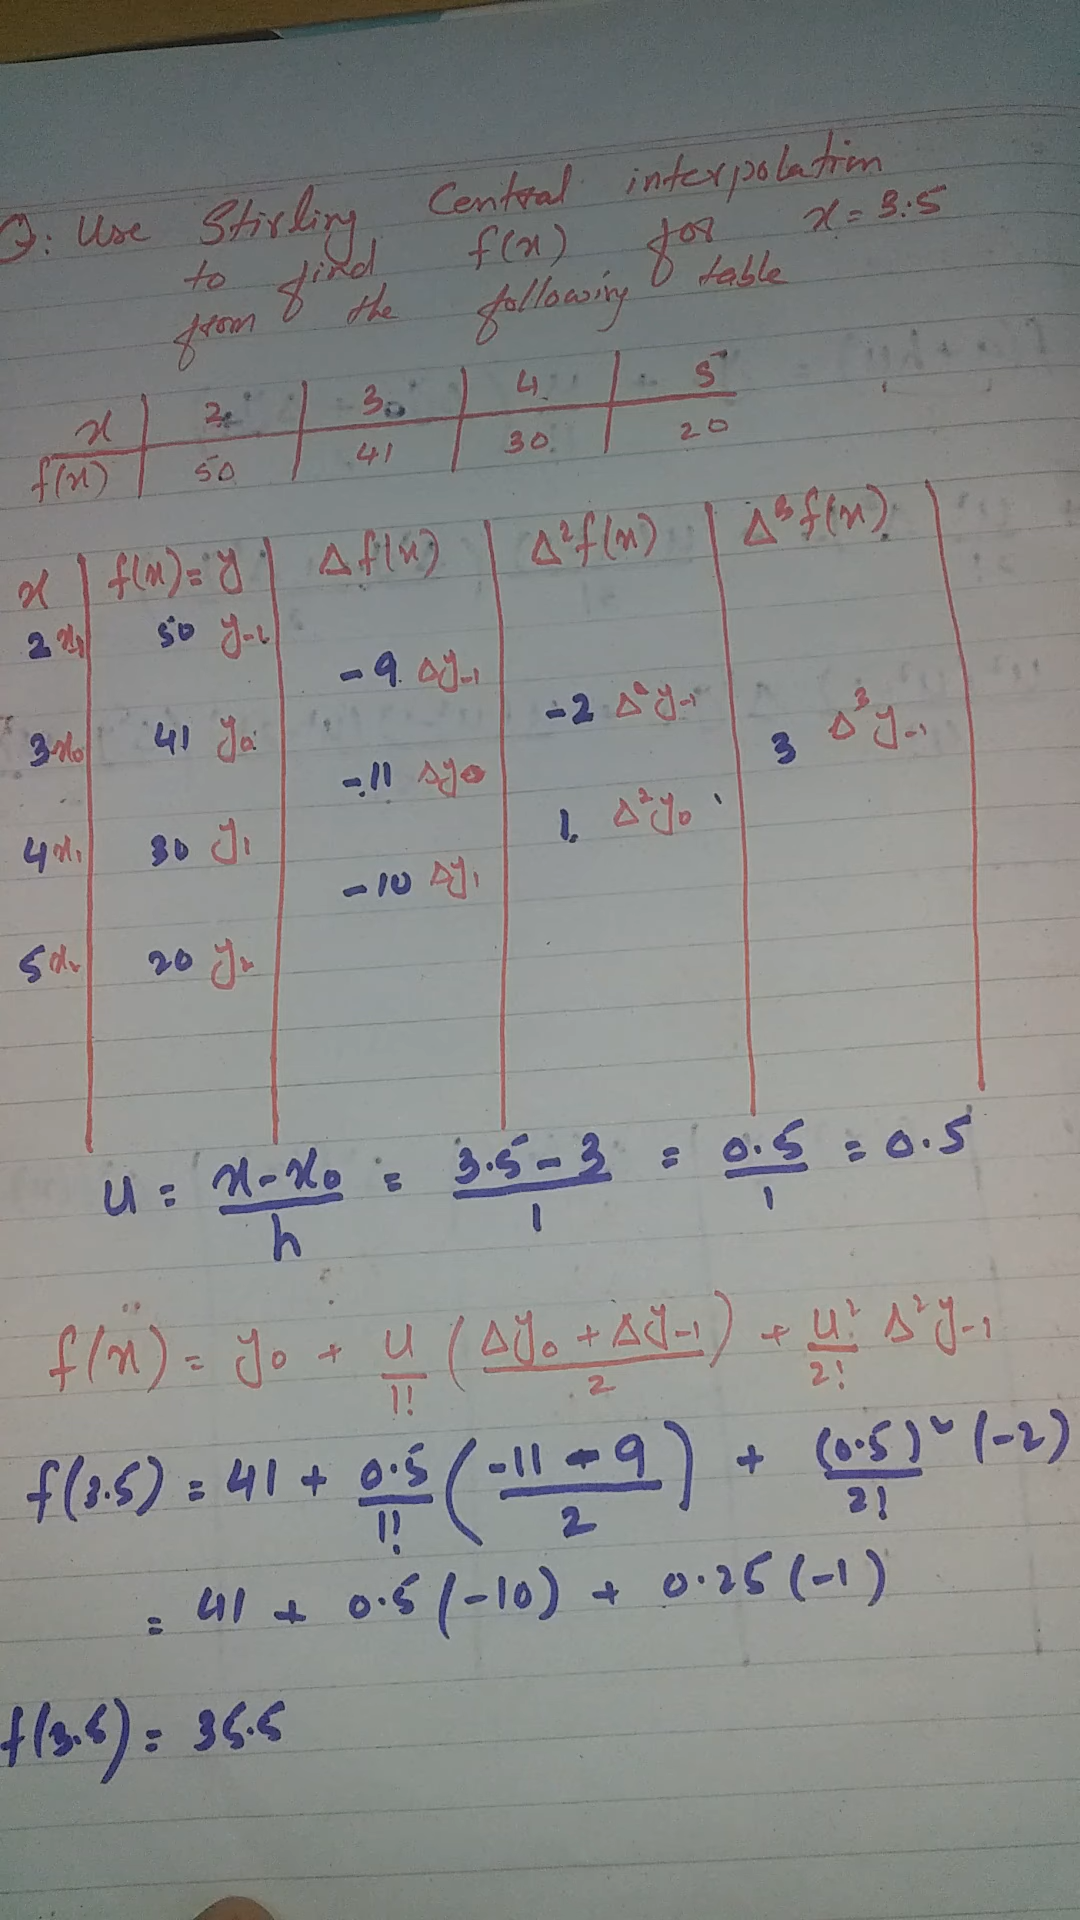 Q: Use Stirling Central interpolation
to find f(x) for x = 3.5
from the following table
x | 2 | 3 | 4 | 5
f(x) | 50 | 41 | 30 | 20
x | f(x) = y | Δf(x) | Δ²f(x) | Δ³f(x)
50
-9 Δy₋₁
-2 Δ²y₋₁
3 x₀ 41 y₀
3 Δ³y₋₁
-11 Δy₀
1 Δ²y₀
4 x₁ 30 y₁
-10 Δy₁
5 x₂ 20 y₂
u = (x - x₀)/h = (3.5 - 3)/1 = 0.5/1 = 0.5
f(x) = y₀ + u/1! ((Δy₀ + Δy₋₁)/2) + u²/2! Δ²y₋₁
f(3.5) = 41 + 0.5/1! ((-11 - 9)/2) + (0.5)²/2! (-2)
= 41 + 0.5 (-10) + 0.25 (-1)
f(3.5) = 35.5